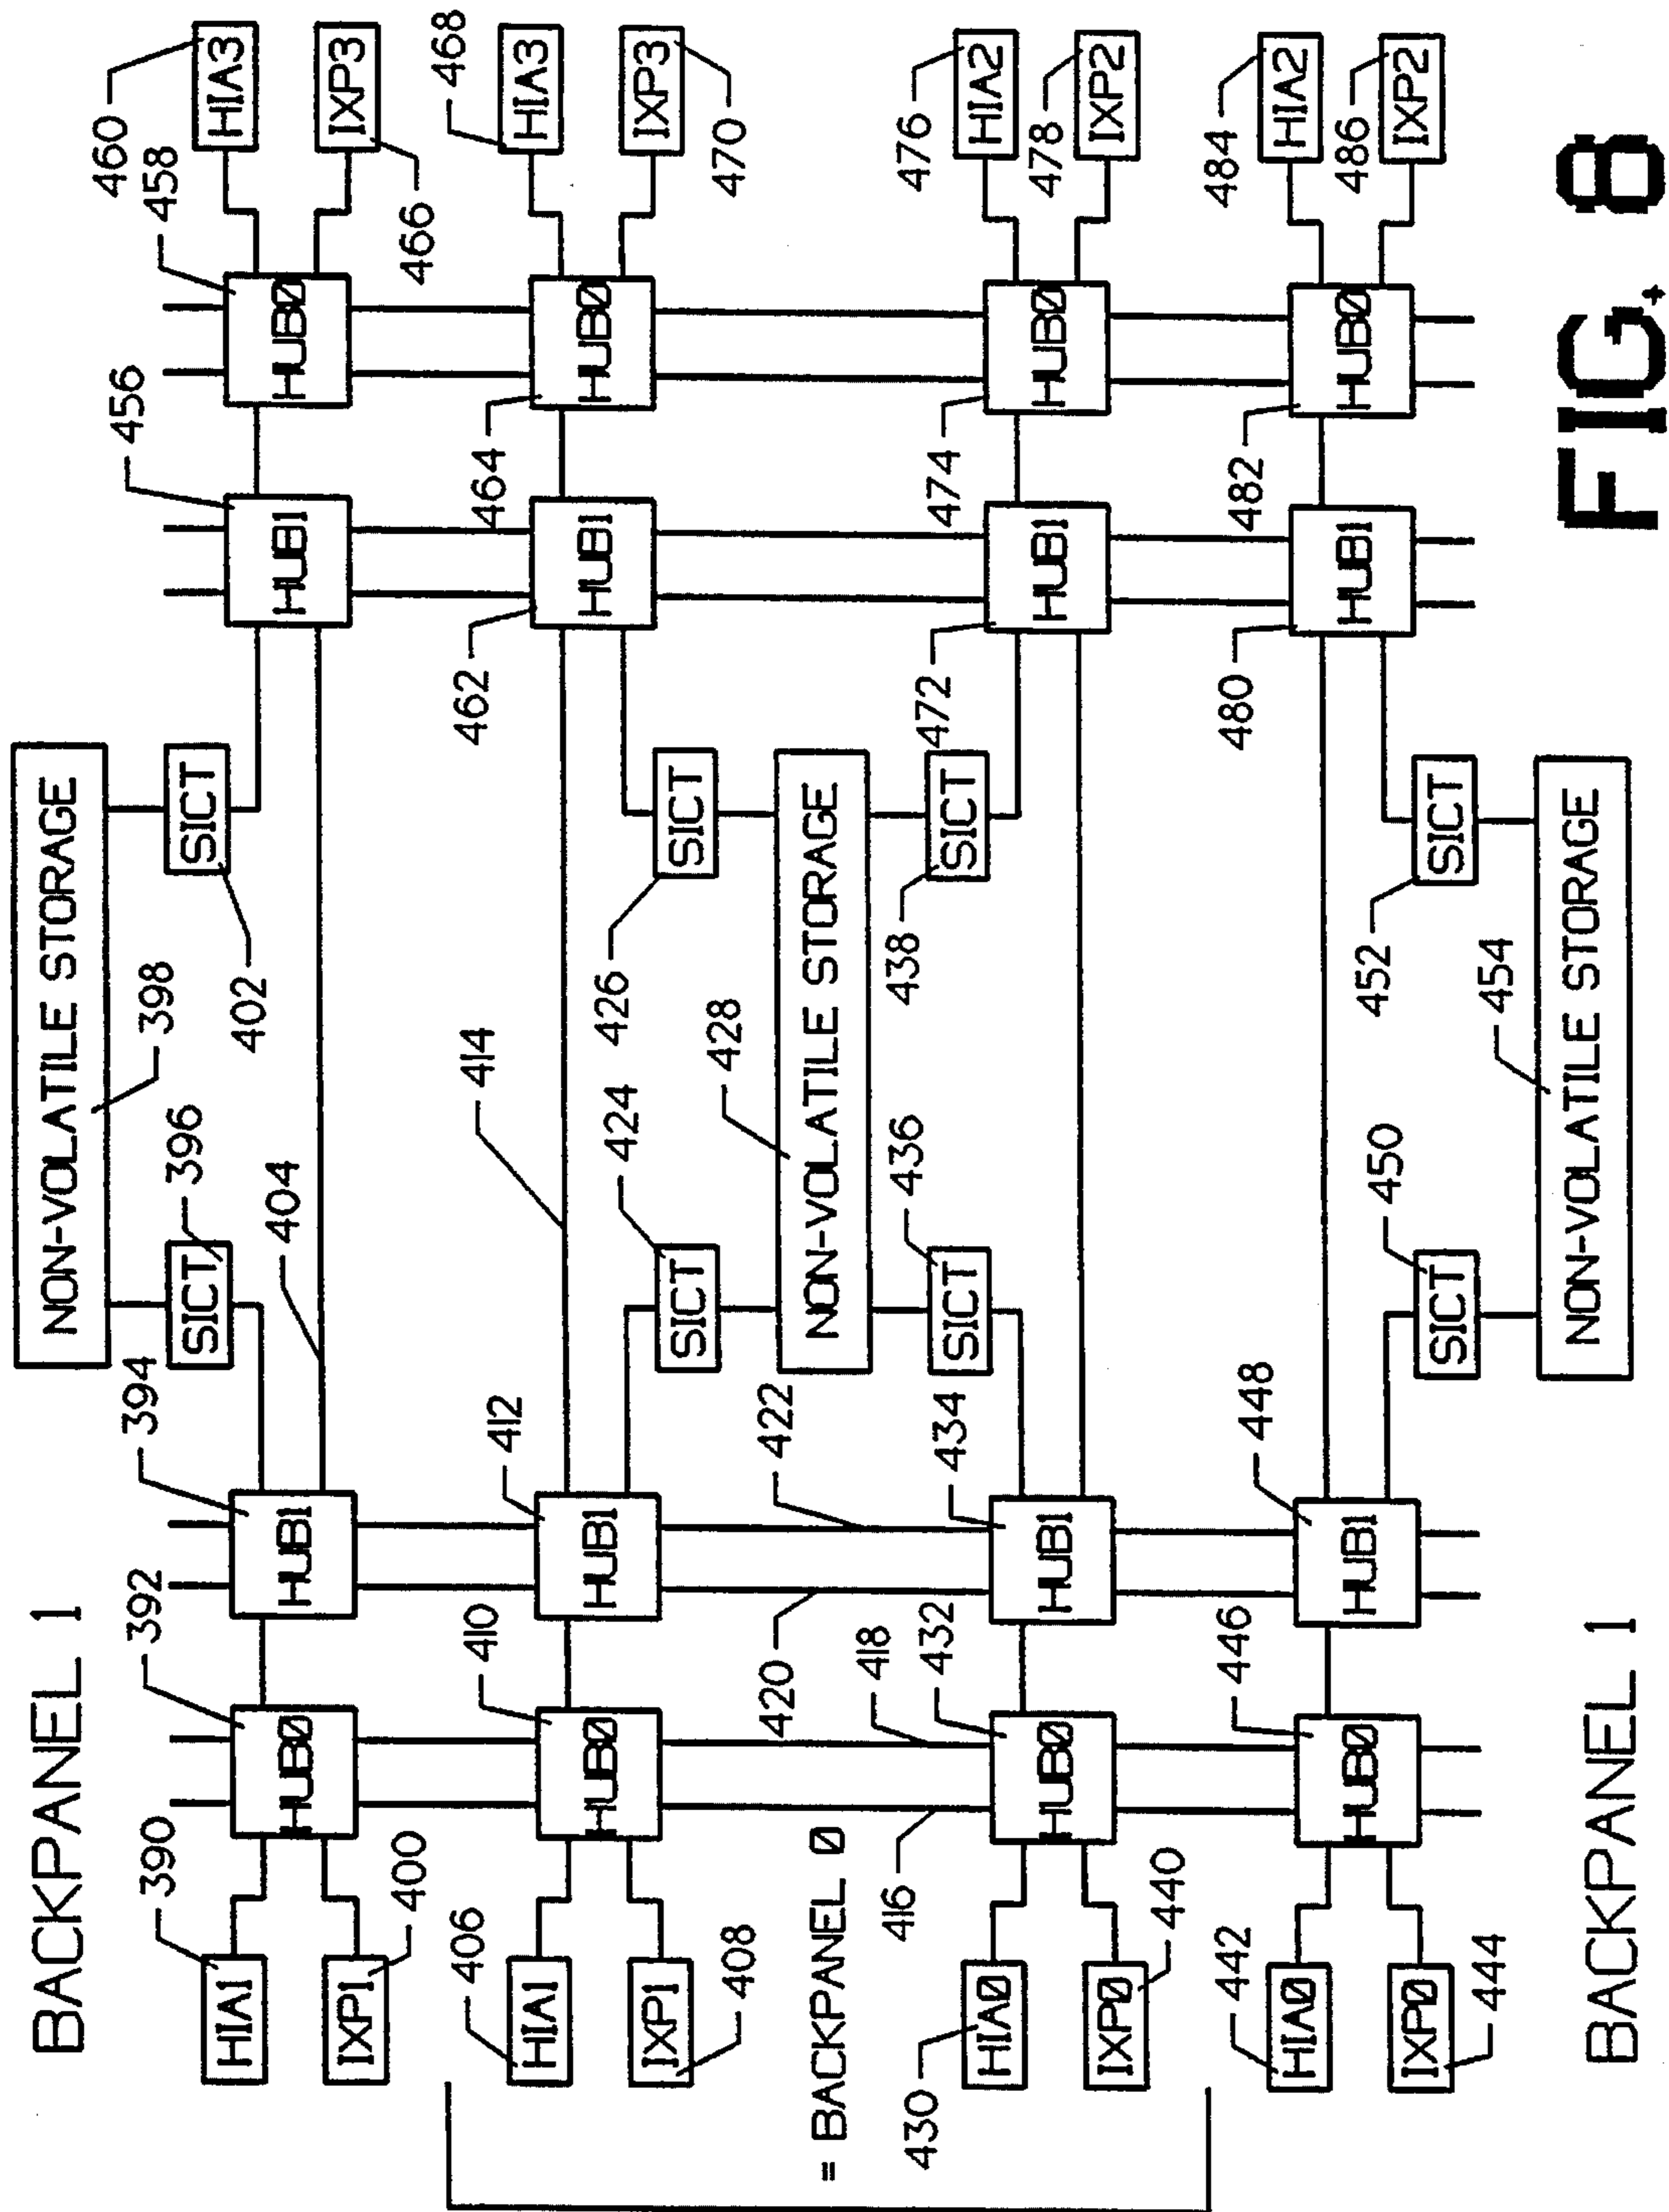 BACKPANEL 1
NON-VOLATILE STORAGE
390
392
394
396
398
404
402
456
458
460
HIA1
HUB0
HUB1
SICT
SICT
HUB1
HUB0
HIA3
IXP1
IXP3
400
466
406
410
412
414
462
464
468
HIA1
HUB0
HUB1
HUB1
HUB0
HIA3
IXP1
SICT
SICT
IXP3
408
424
426
470
= BACKPANEL 0
416
418
420
422
428
NON-VOLATILE STORAGE
430
432
434
436
438
472
474
476
HIA0
HUB0
HUB1
SICT
SICT
HUB1
HUB0
HIA2
478
IXP0
IXP2
440
442
446
448
480
482
484
HIA0
HUB0
HUB1
HUB1
HUB0
HIA2
450
452
486
IXP0
SICT
SICT
IXP2
444
454
NON-VOLATILE STORAGE
BACKPANEL 1
FIG. 8